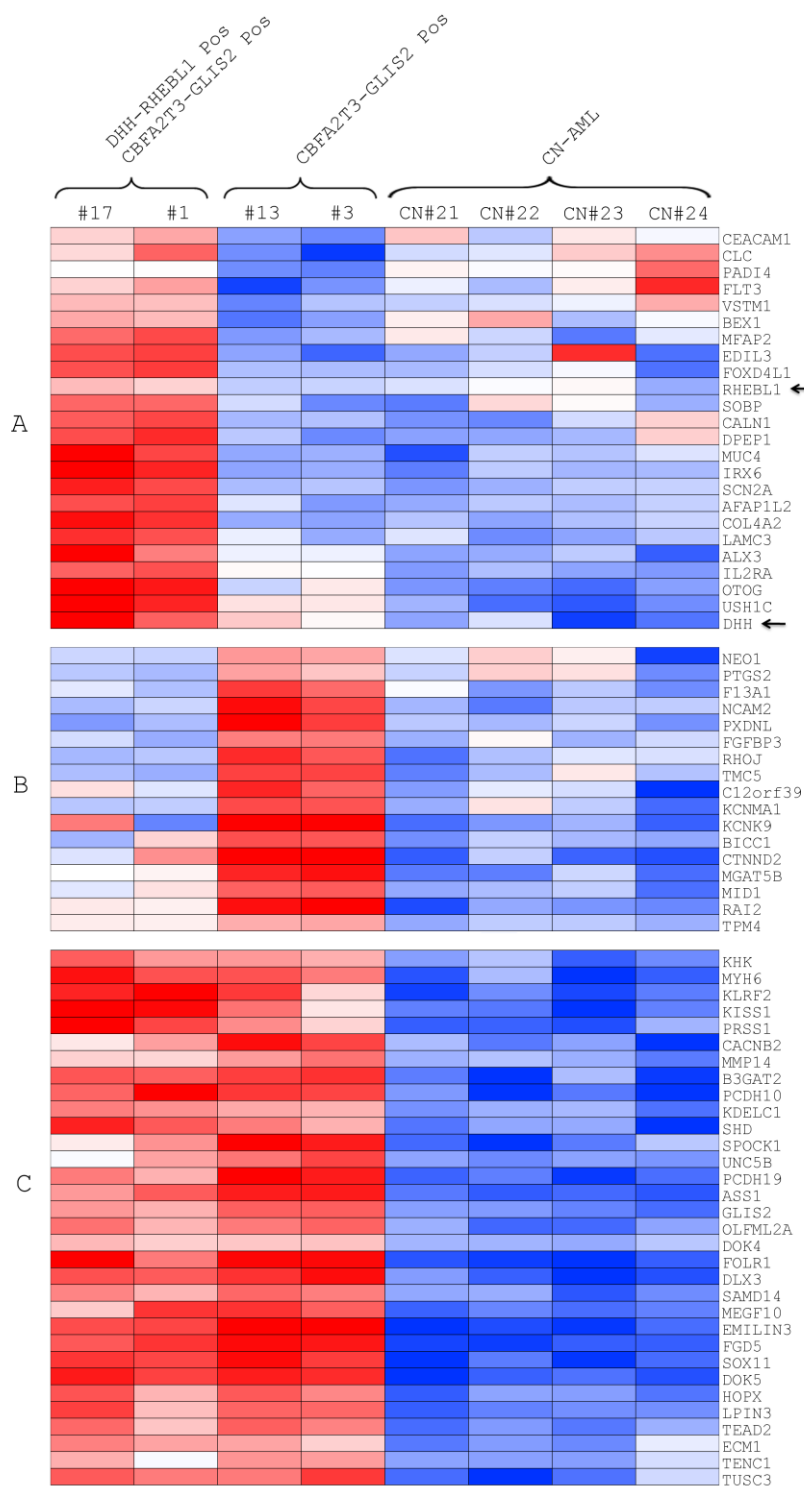 DHH-RHEBL1 Pos
CBFA2T3-GLIS2 Pos
CBFA2T3-GLIS2 Pos
CN-AML
#17 #1 #13 #3 CN#21 CN#22 CN#23 CN#24
A
CEACAM1
CLC
PADI4
FLT3
VSTM1
BEX1
MFAP2
EDIL3
FOXD4L1
RHEBL1
SOBP
CALN1
DPEP1
MUC4
IRX6
SCN2A
AFAP1L2
COL4A2
LAMC3
ALX3
IL2RA
OTOG
USH1C
DHH
B
NEO1
PTGS2
F13A1
NCAM2
PXDNL
FGFBP3
RHOJ
TMC5
C12orf39
KCNMA1
KCNK9
BICC1
CTNND2
MGAT5B
MID1
RAI2
TPM4
C
KHK
MYH6
KLRF2
KISS1
PRSS1
CACNB2
MMP14
B3GAT2
PCDH10
KDELC1
SHD
SPOCK1
UNC5B
PCDH19
ASS1
GLIS2
OLFML2A
DOK4
FOLR1
DLX3
SAMD14
MEGF10
EMILIN3
FGD5
SOX11
DOK5
HOPX
LPIN3
TEAD2
ECM1
TENC1
TUSC3